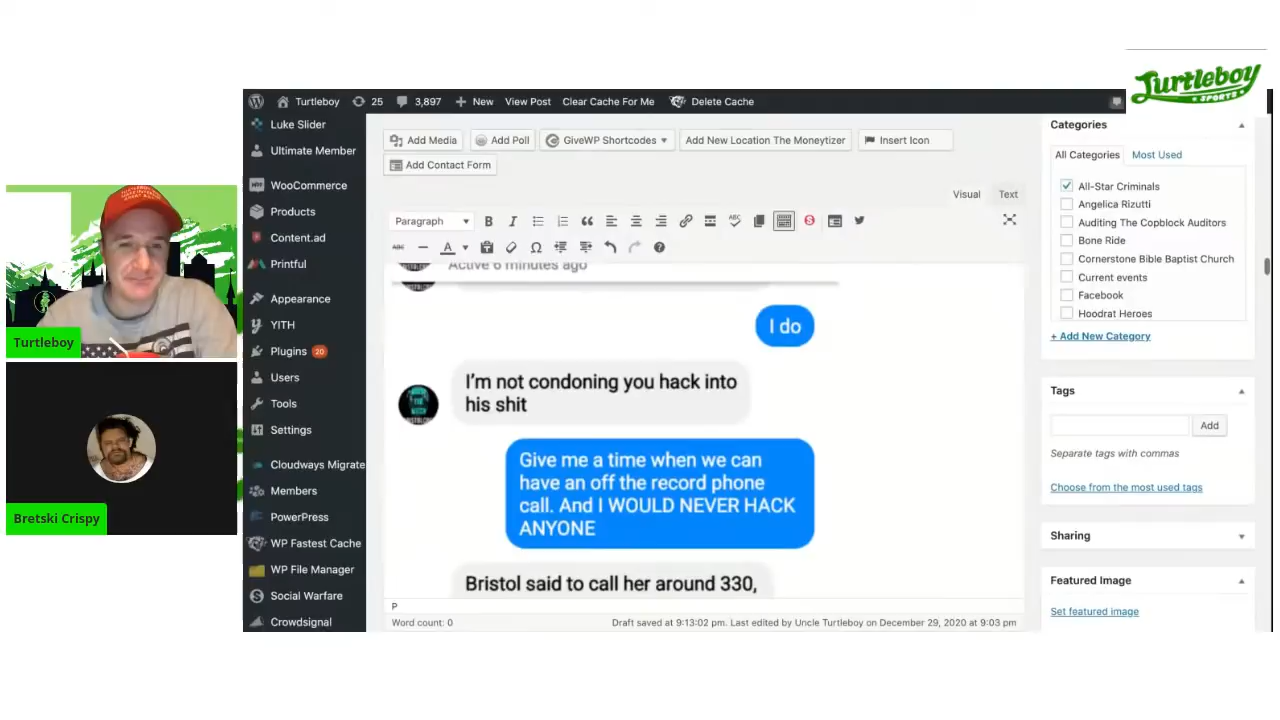 Turtleboy
SPORTS
Turtleboy 25 3,897 New View Post Clear Cache For Me Delete Cache
Luke Slider
Ultimate Member
WooCommerce
Products
Content.ad
Printful
Appearance
YITH
Plugins 20
Users
Tools
Settings
Cloudways Migrate
Members
PowerPress
WP Fastest Cache
WP File Manager
Social Warfare
Crowdsignal
Turtleboy
Bretski Crispy
Add Media Add Poll GiveWP Shortcodes Add New Location The Moneytizer Insert Icon
Add Contact Form
Visual Text
Paragraph
Active 6 minutes ago
I do
I'm not condoning you hack into
his shit
Give me a time when we can
have an off the record phone
call. And I WOULD NEVER HACK
ANYONE
Bristol said to call her around 330,
P
Word count: 0 Draft saved at 9:13:02 pm. Last edited by Uncle Turtleboy on December 29, 2020 at 9:03 pm
Categories
All Categories Most Used
All-Star Criminals
Angelica Rizutti
Auditing The Copblock Auditors
Bone Ride
Cornerstone Bible Baptist Church
Current events
Facebook
Hoodrat Heroes
+ Add New Category
Tags
Add
Separate tags with commas
Choose from the most used tags
Sharing
Featured Image
Set featured image